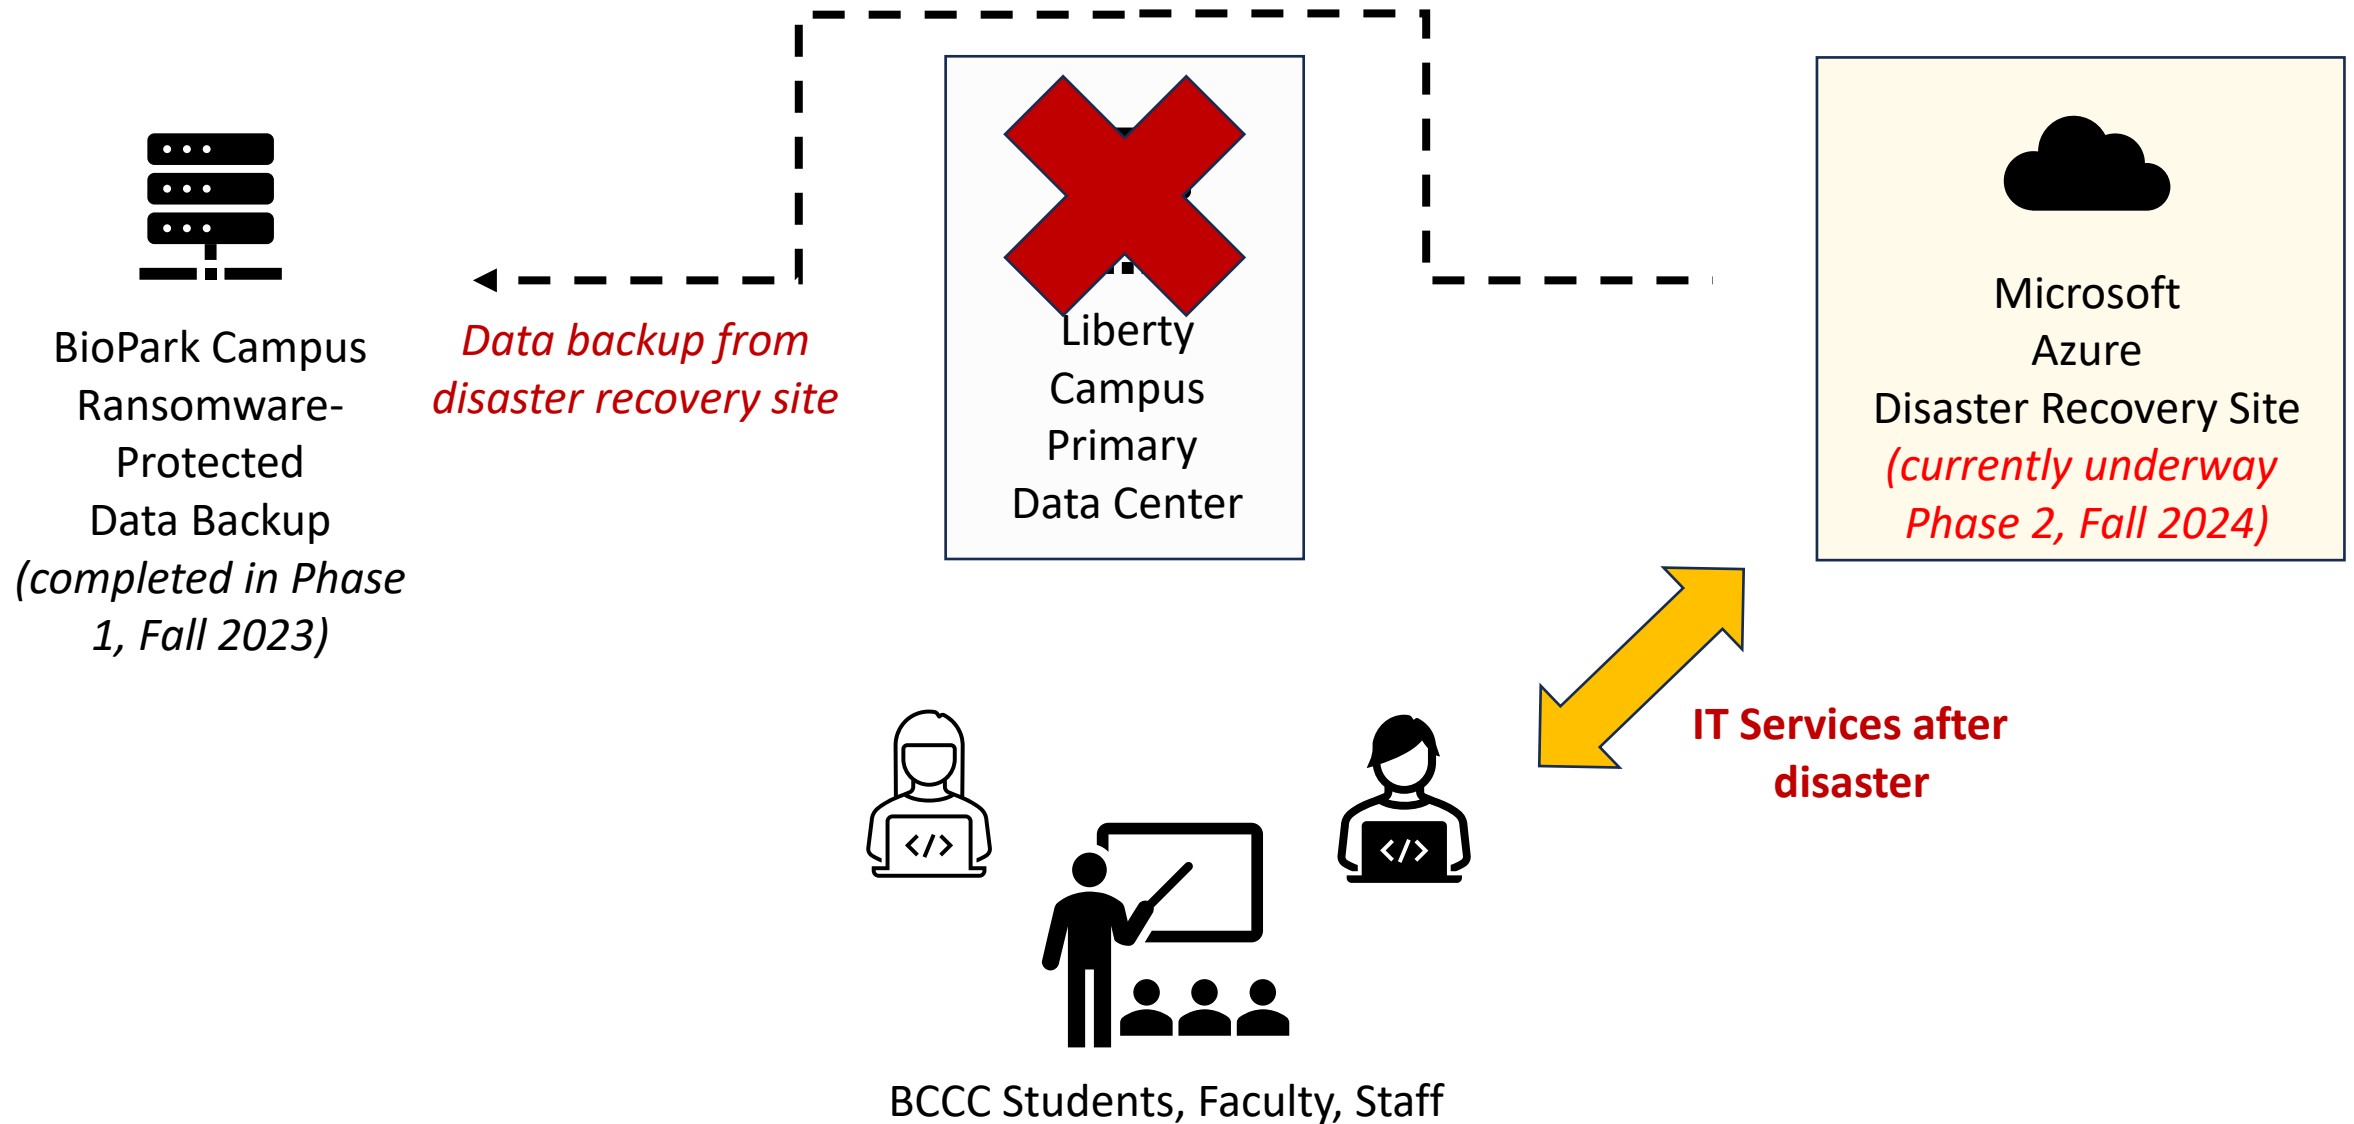 BioPark Campus
Ransomware-
Protected
Data Backup
(completed in Phase
1, Fall 2023)
Data backup from
disaster recovery site
Liberty
Campus
Primary
Data Center
Microsoft
Azure
Disaster Recovery Site
(currently underway
Phase 2, Fall 2024)
IT Services after
disaster
</>
</>
BCCC Students, Faculty, Staff